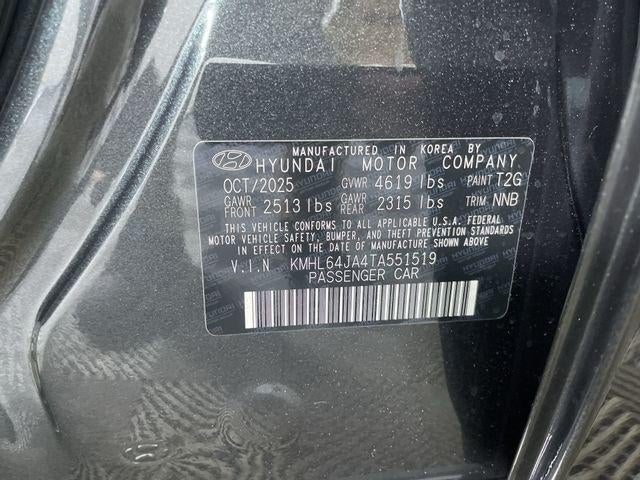 MANUFACTURED IN KOREA BY
HYUNDAI MOTOR COMPANY
OCT/2025 GVWR 4619 lbs PAINT T2G
GAWR FRONT 2513 lbs GAWR REAR 2315 lbs TRIM NNB
THIS VEHICLE CONFORMS TO ALL APPLICABLE U.S.A. FEDERAL
MOTOR VEHICLE SAFETY, BUMPER, AND THEFT PREVENTION STANDARDS
IN EFFECT ON THE DATE OF MANUFACTURE SHOWN ABOVE.
V.I.N KMHL64JA4TA551519
PASSENGER CAR